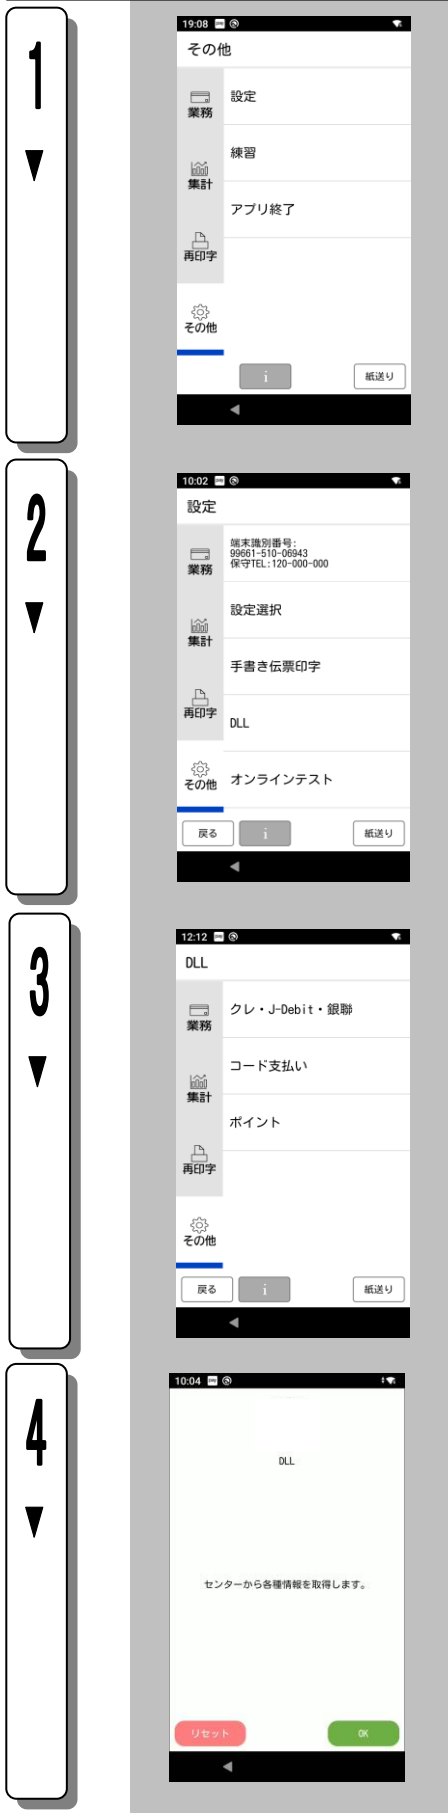 1
▼
19:08
その他
業務
設定
練習
集計
アプリ終了
再印字
その他
i
紙送り
2
▼
10:02
設定
端末識別番号:
99661-510-06943
保守TEL:120-000-000
業務
設定選択
集計
手書き伝票印字
再印字
DLL
その他
オンラインテスト
戻る
i
紙送り
3
▼
12:12
DLL
業務
クレ・J-Debit・銀聯
コード支払い
集計
ポイント
再印字
その他
戻る
i
紙送り
4
▼
10:04
DLL
センターから各種情報を取得します。
リセット
OK